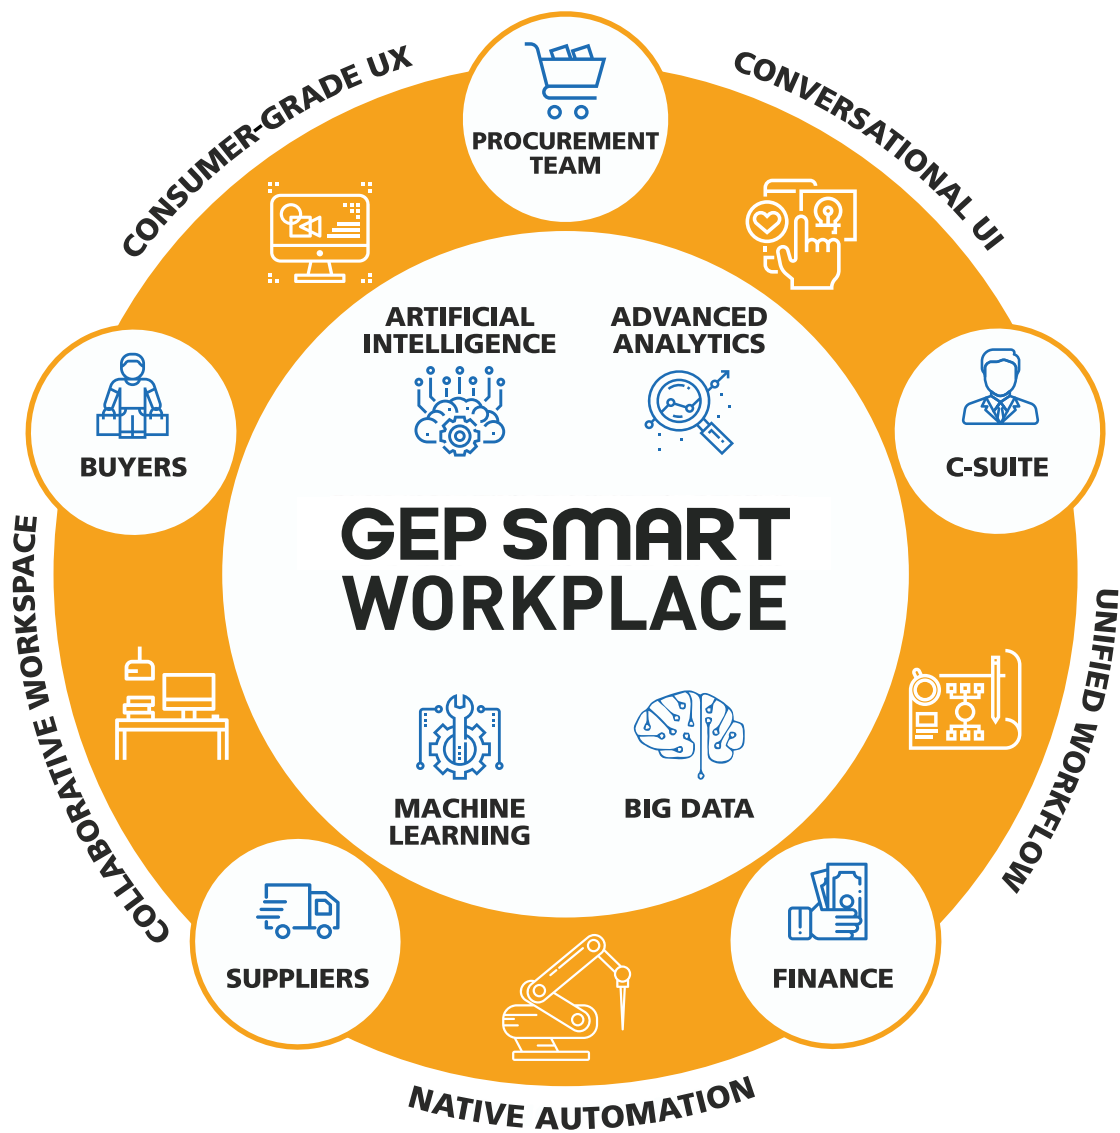 CONSUMER-GRADE UX
CONVERSATIONAL UI
PROCUREMENT
TEAM
ARTIFICIAL
INTELLIGENCE
ADVANCED
ANALYTICS
BUYERS
C-SUITE
GEP SMART
WORKPLACE
COLLABORATIVE WORKSPACE
UNIFIED WORKFLOW
MACHINE
LEARNING
BIG DATA
SUPPLIERS
FINANCE
NATIVE AUTOMATION